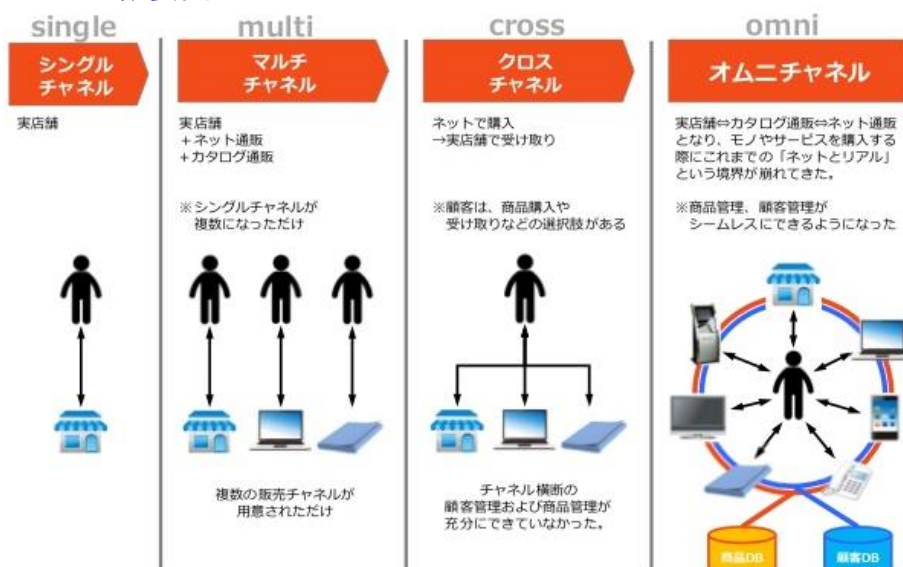 single
シングル
チャネル
実店舗
multi
マルチ
チャネル
実店舗
+ネット通販
+カタログ通販
※シングルチャネルが
複数になっただけ
複数の販売チャネルが
用意されただけ
cross
クロス
チャネル
ネットで購入
→実店舗で受け取り
※顧客は、商品購入や
受け取りなどの選択肢がある
チャネル横断の
顧客管理および商品管理が
充分にできていなかった。
omni
オムニチャネル
実店舗⇔カタログ通販⇔ネット通販
となり、モノやサービスを購入する
際にこれまでの「ネットとリアル」
という境界が崩れてきた。
※商品管理、顧客管理が
シームレスにできるようになった
商品DB
顧客DB